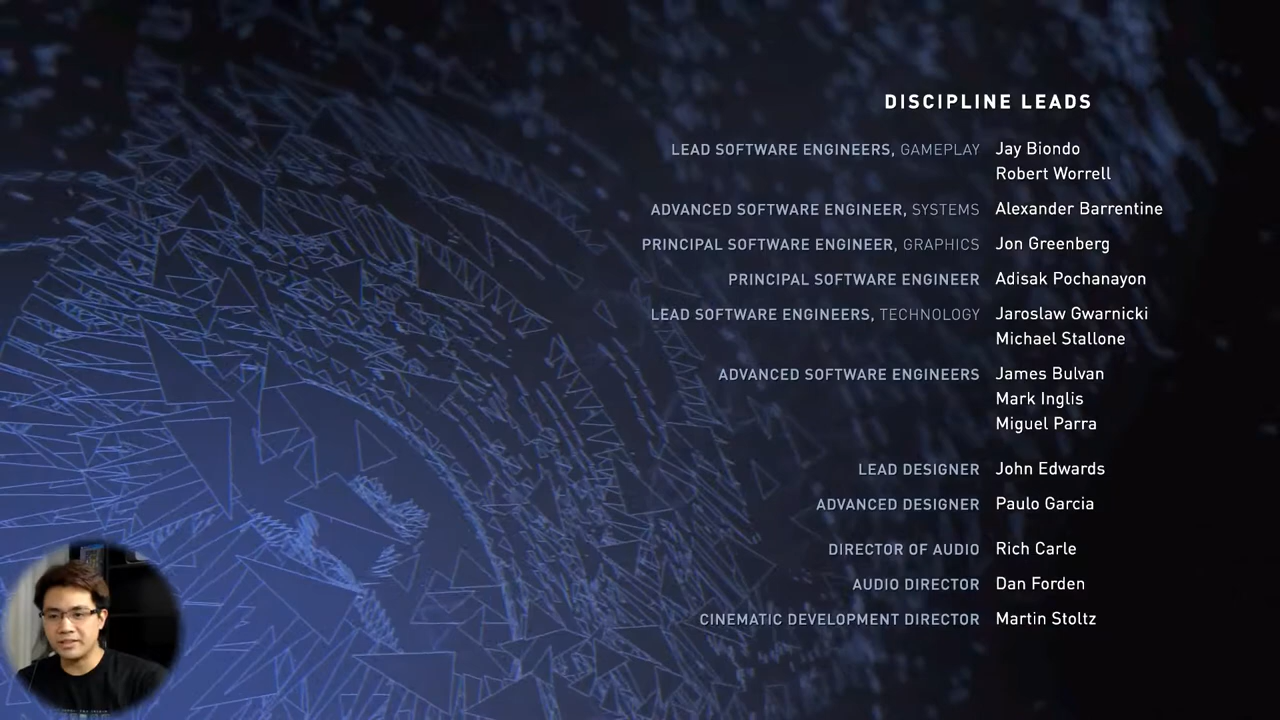 DISCIPLINE LEADS
LEAD SOFTWARE ENGINEERS, GAMEPLAY Jay Biondo
Robert Worrell
ADVANCED SOFTWARE ENGINEER, SYSTEMS Alexander Barrentine
PRINCIPAL SOFTWARE ENGINEER, GRAPHICS Jon Greenberg
PRINCIPAL SOFTWARE ENGINEER Adisak Pochanayon
LEAD SOFTWARE ENGINEERS, TECHNOLOGY Jaroslaw Gwarnicki
Michael Stallone
ADVANCED SOFTWARE ENGINEERS James Bulvan
Mark Inglis
Miguel Parra
LEAD DESIGNER John Edwards
ADVANCED DESIGNER Paulo Garcia
DIRECTOR OF AUDIO Rich Carle
AUDIO DIRECTOR Dan Forden
CINEMATIC DEVELOPMENT DIRECTOR Martin Stoltz